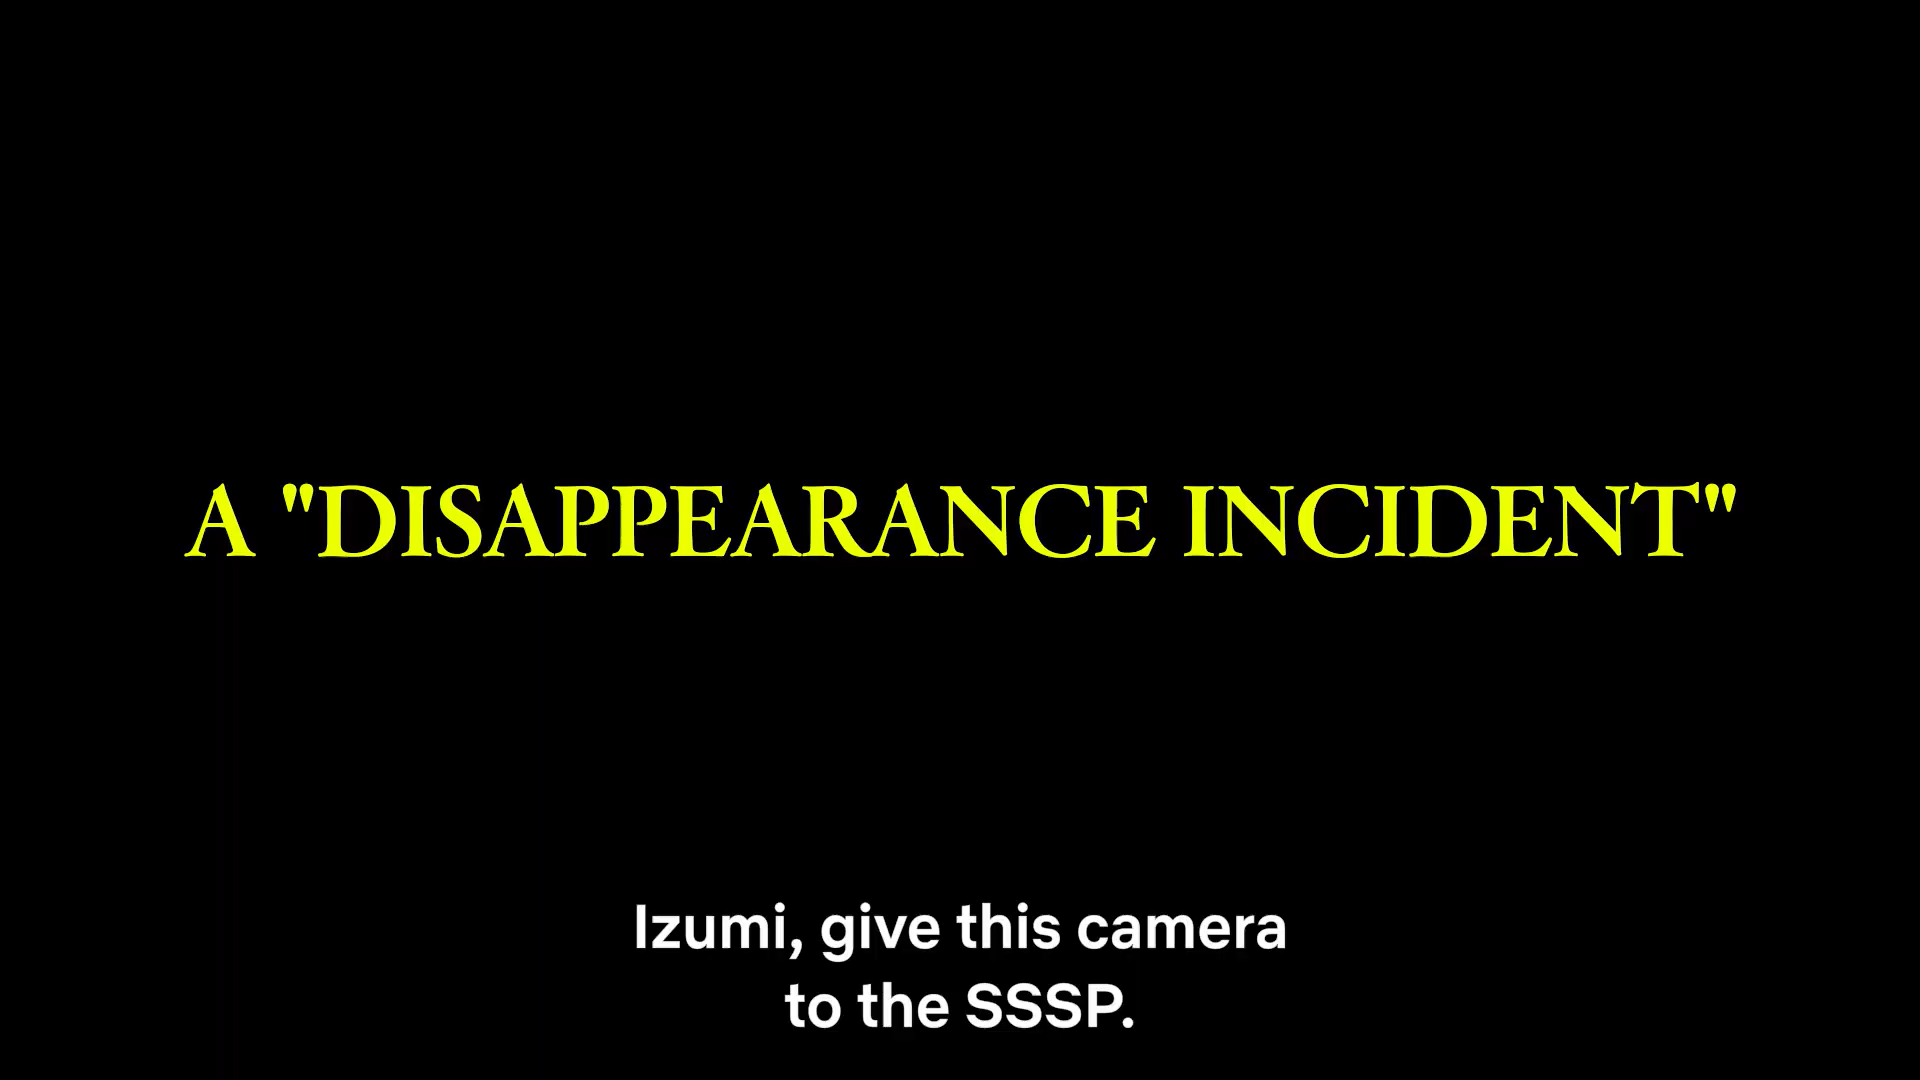 A "DISAPPEARANCE INCIDENT"
Izumi, give this camera
to the SSSP.